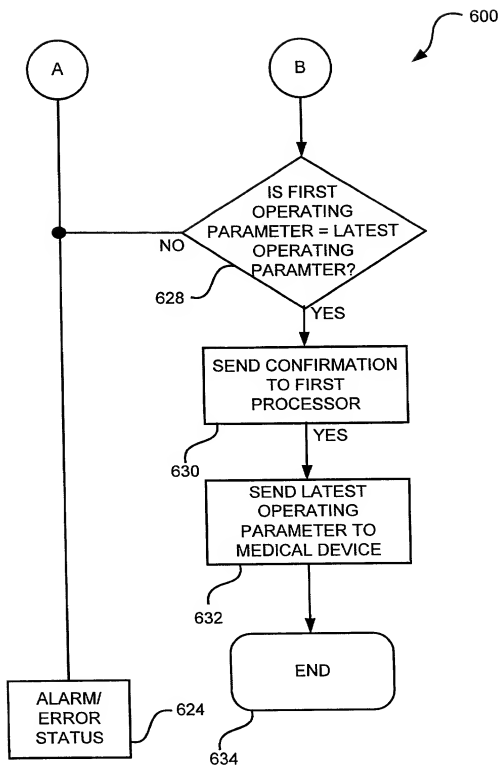 600
A
B
IS FIRST
OPERATING
PARAMETER = LATEST
OPERATING
PARAMTER?
NO
628
YES
SEND CONFIRMATION
TO FIRST
PROCESSOR
630
YES
SEND LATEST
OPERATING
PARAMETER TO
MEDICAL DEVICE
632
END
634
ALARM/
ERROR
STATUS
624